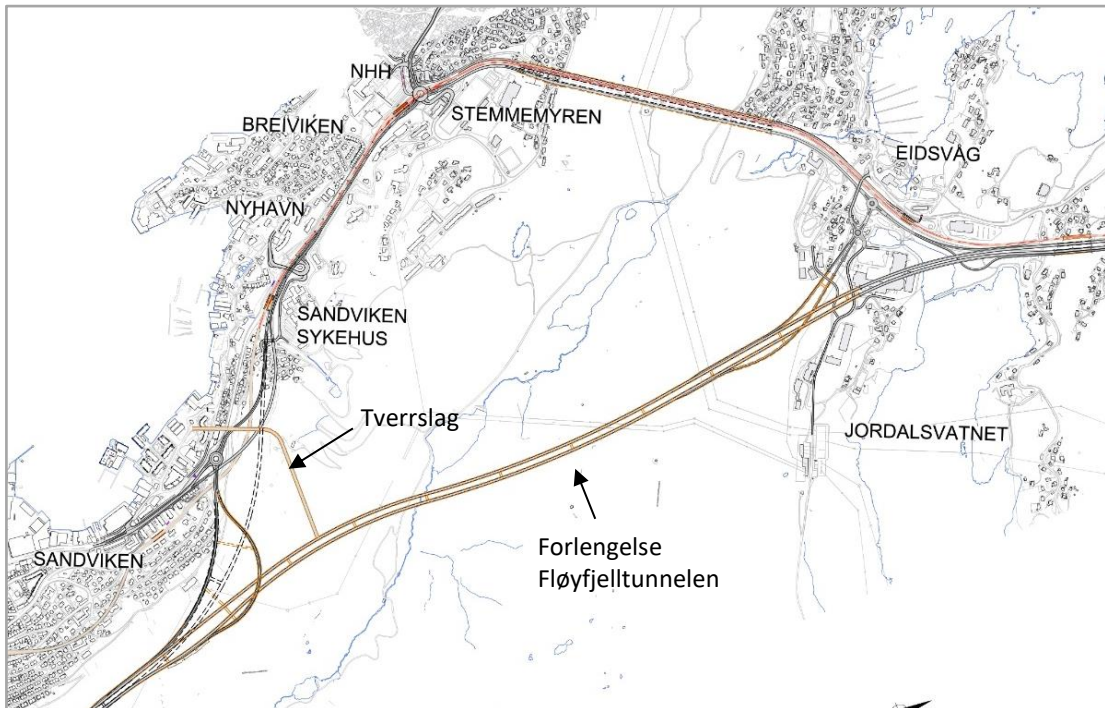 NHH
STEMMEMYREN
BREIVIKEN
EIDSVÅG
NYHAVN
SANDVIKEN
SYKEHUS
Tverrslag
JORDALSVATNET
SANDVIKEN
Forlengelse
Fløyfjelltunnelen